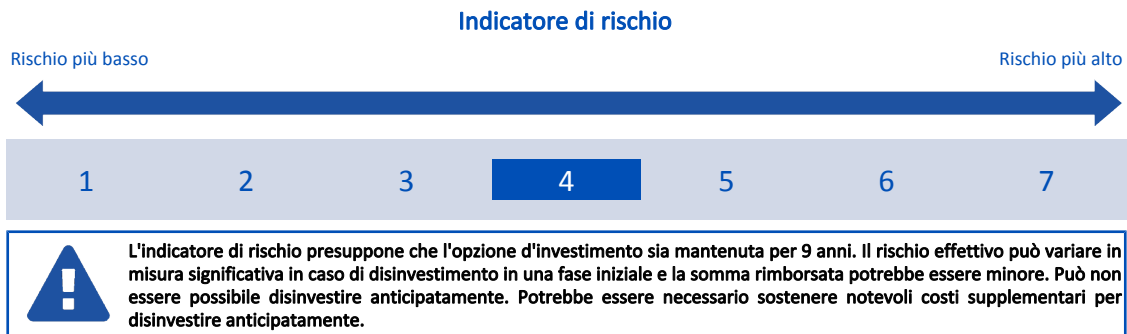 Indicatore di rischio
Rischio più basso
Rischio più alto
1 2 3 4 5 6 7
L'indicatore di rischio presuppone che l'opzione d'investimento sia mantenuta per 9 anni. Il rischio effettivo può variare in
misura significativa in caso di disinvestimento in una fase iniziale e la somma rimborsata potrebbe essere minore. Può non
essere possibile disinvestire anticipatamente. Potrebbe essere necessario sostenere notevoli costi supplementari per
disinvestire anticipatamente.